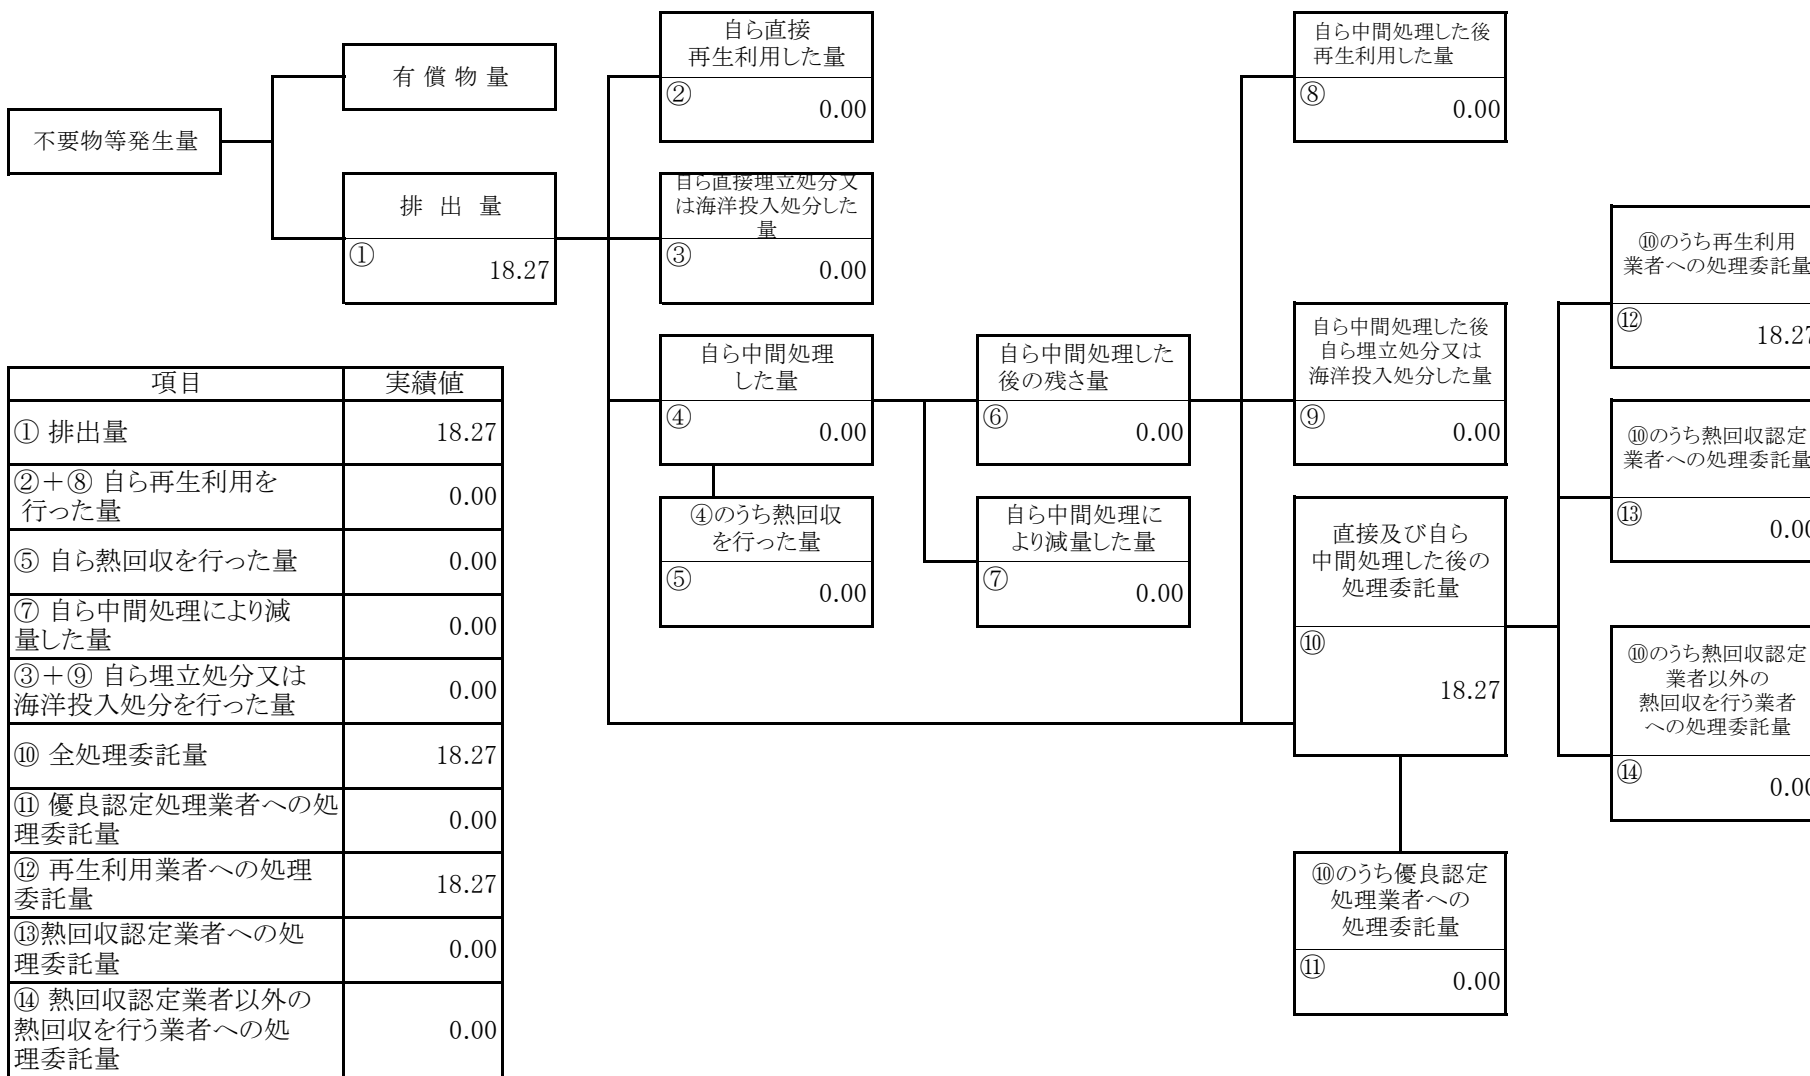 不要物等発生量
有 償 物 量
排 出 量
①
18.27
自ら直接
再生利用した量
②
0.00
自ら直接埋立処分又
は海洋投入処分した
量
③
0.00
自ら中間処理
した量
④
0.00
④のうち熱回収
を行った量
⑤
0.00
自ら中間処理した
後の残さ量
⑥
0.00
自ら中間処理に
より減量した量
⑦
0.00
自ら中間処理した後
再生利用した量
⑧
0.00
自ら中間処理した後
自ら埋立処分又は
海洋投入処分した量
⑨
0.00
直接及び自ら
中間処理した後の
処理委託量
⑩
18.27
⑩のうち優良認定
処理業者への
処理委託量
⑪
0.00
⑩のうち再生利用
業者への処理委託量
⑫
18.27
⑩のうち熱回収認定
業者への処理委託量
⑬
0.00
⑩のうち熱回収認定
業者以外の
熱回収を行う業者
への処理委託量
⑭
0.00
項目 実績値
① 排出量 18.27
②+⑧ 自ら再生利用を
行った量 0.00
⑤ 自ら熱回収を行った量 0.00
⑦ 自ら中間処理により減
量した量 0.00
③+⑨ 自ら埋立処分又は
海洋投入処分を行った量 0.00
⑩ 全処理委託量 18.27
⑪ 優良認定処理業者への処
理委託量 0.00
⑫ 再生利用業者への処理
委託量 18.27
⑬熱回収認定業者への処
理委託量 0.00
⑭ 熱回収認定業者以外の
熱回収を行う業者への処
理委託量 0.00